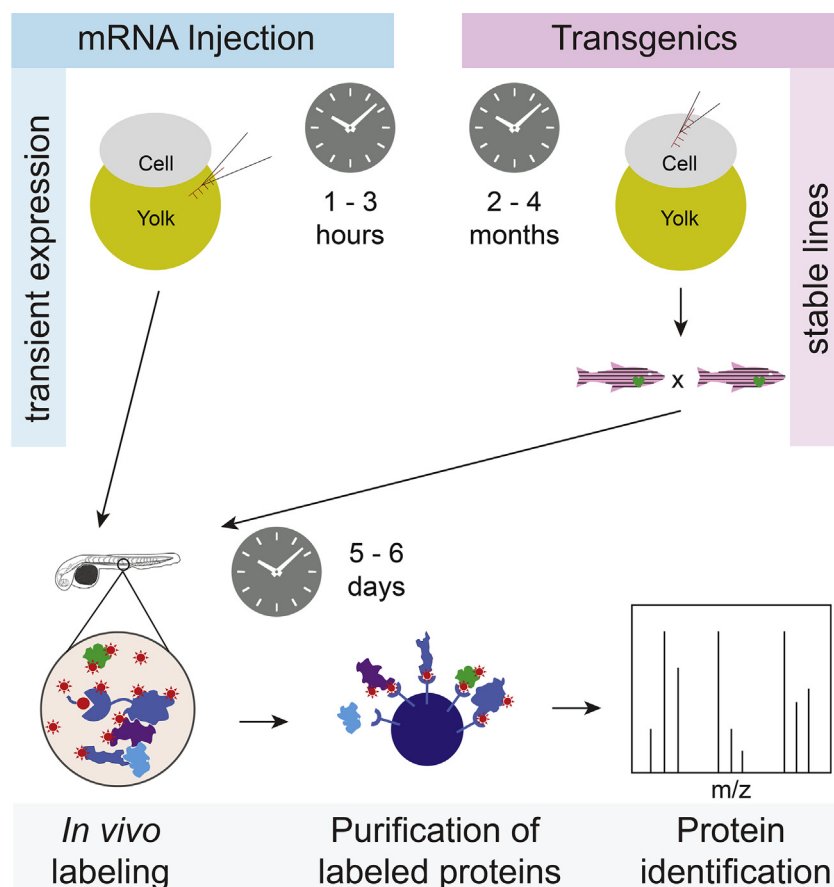 mRNA Injection
Transgenics
transient expression
stable lines
Cell
Yolk
1 - 3
hours
2 - 4
months
Cell
Yolk
x
5 - 6
days
m/z
In vivo
labeling
Purification of
labeled proteins
Protein
identification